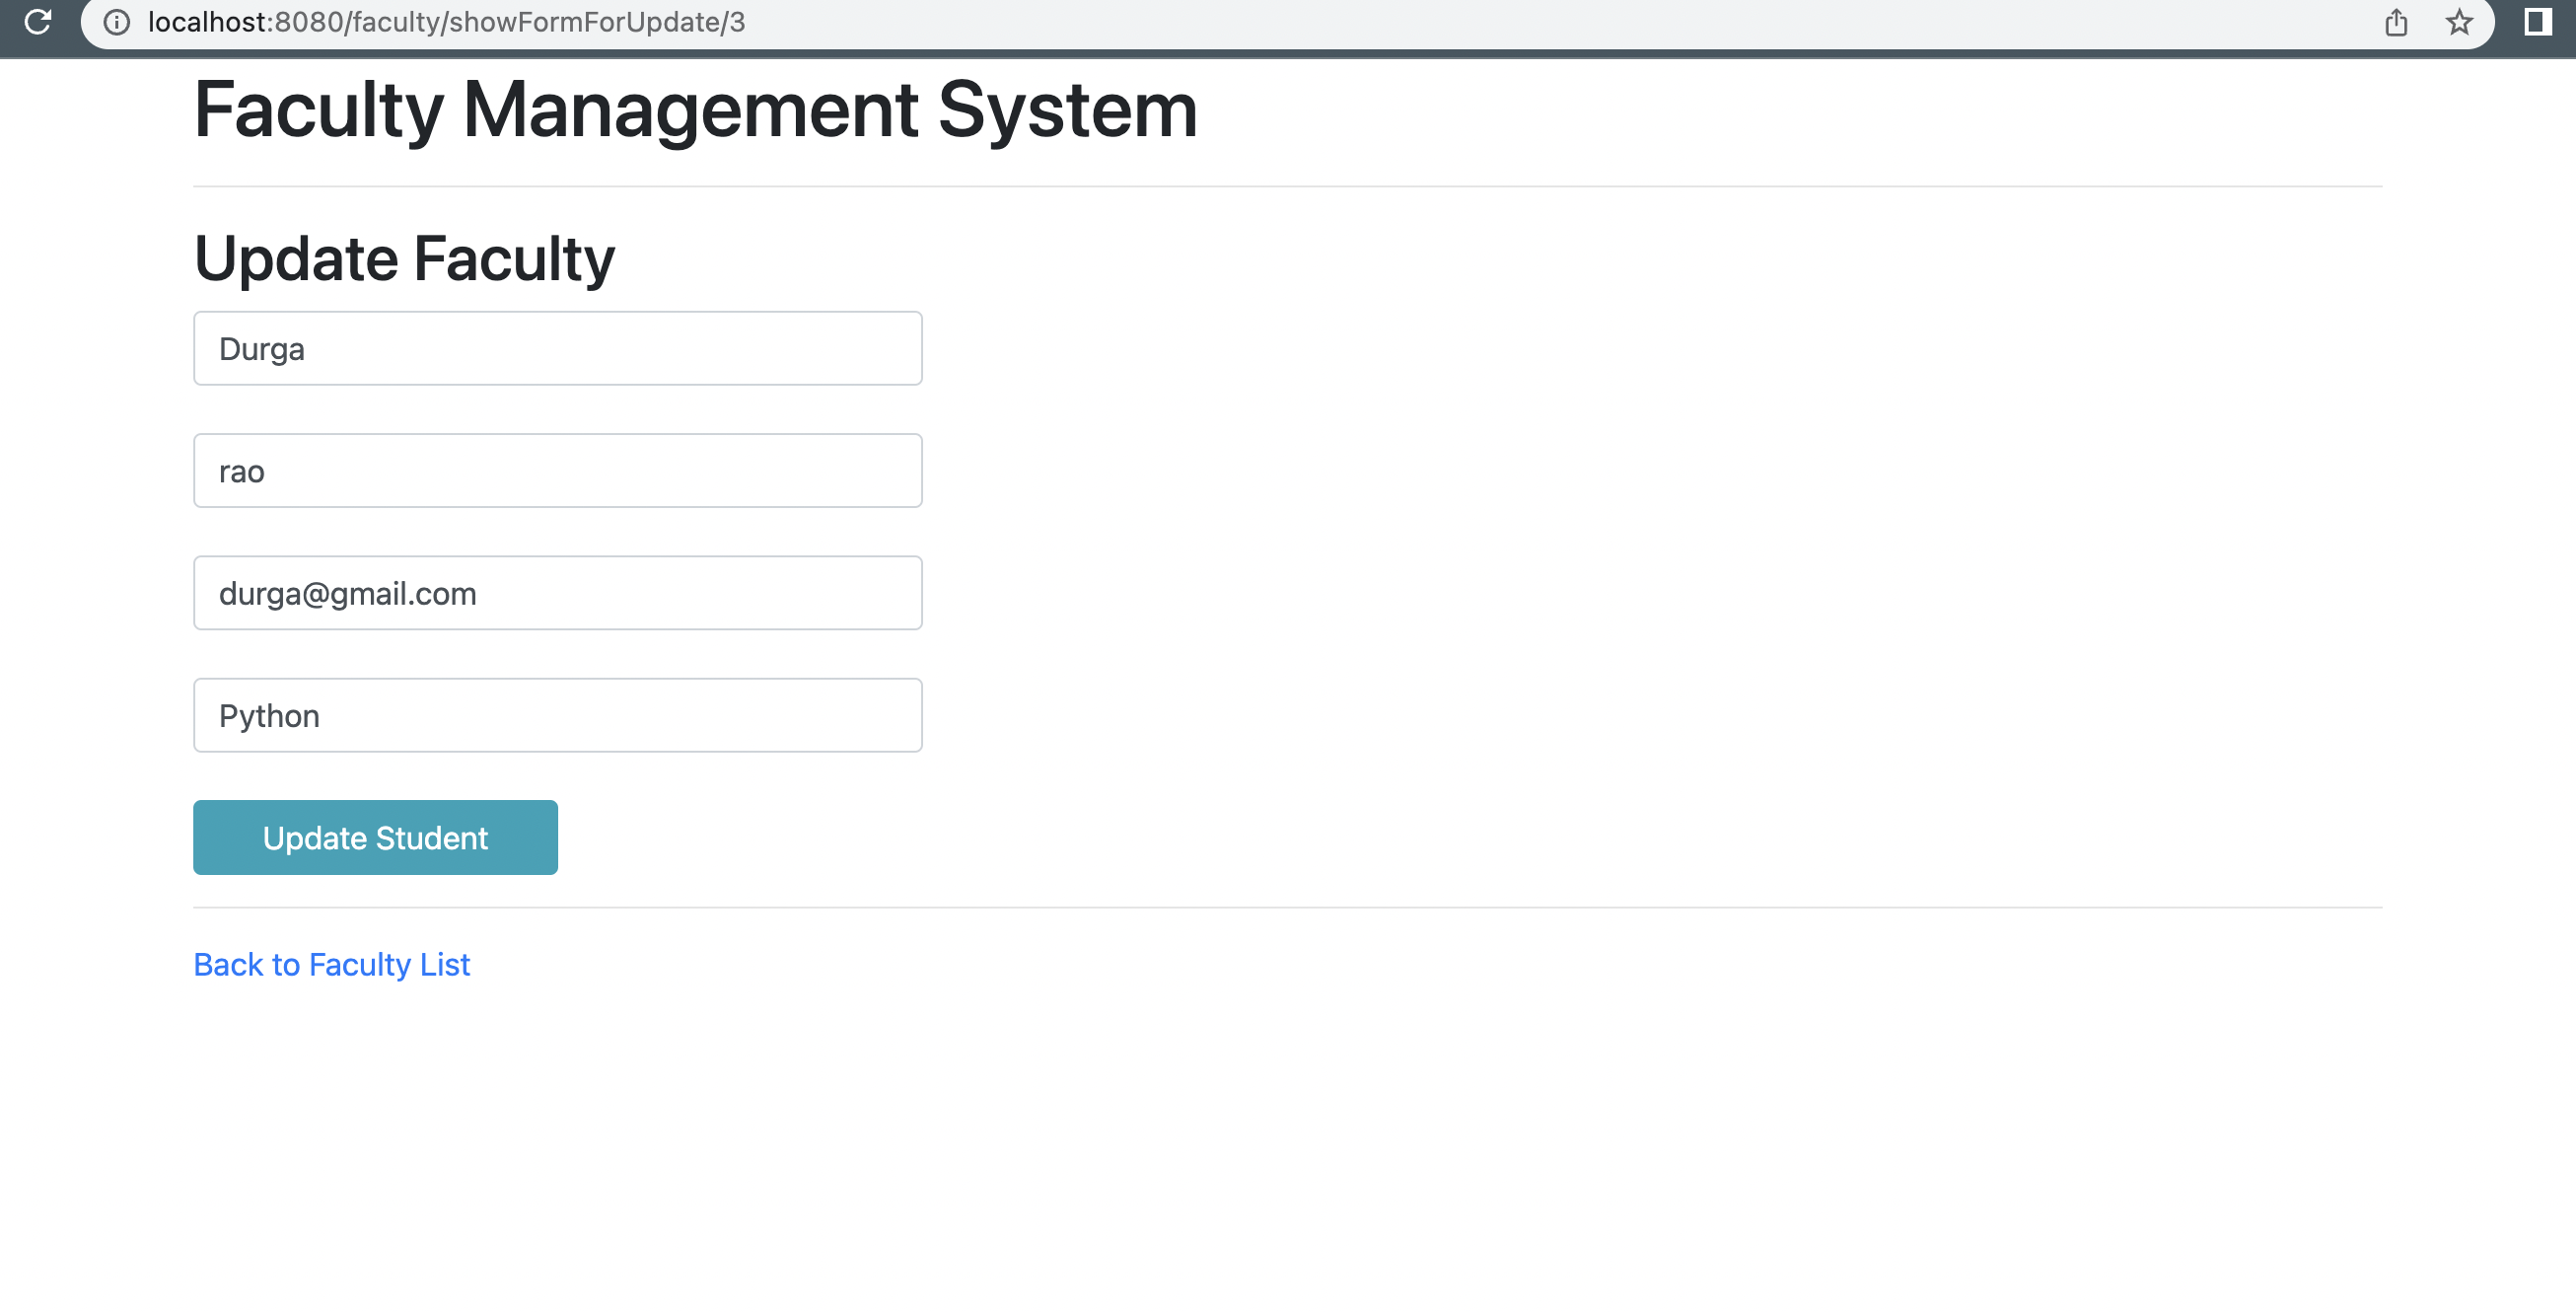 localhost:8080/faculty/showFormForUpdate/3
Faculty Management System
Update Faculty
Durga
rao
durga@gmail.com
Python
Update Student
Back to Faculty List